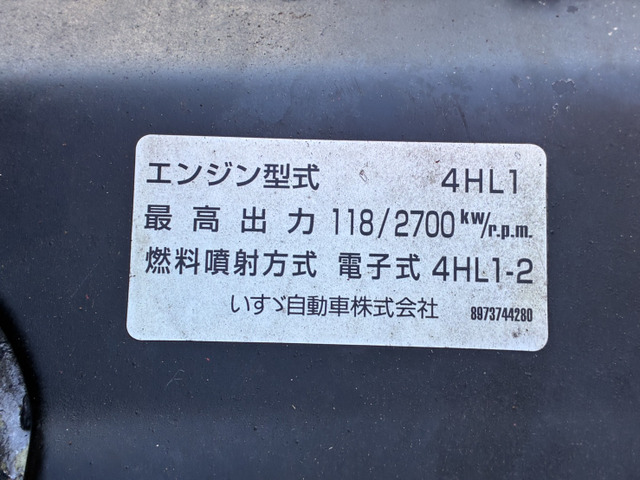 エンジン型式 4HL1
最高出力 118/2700 kw/r.p.m.
燃料噴射方式 電子式 4HL1-2
いすゞ自動車株式会社 8973744280